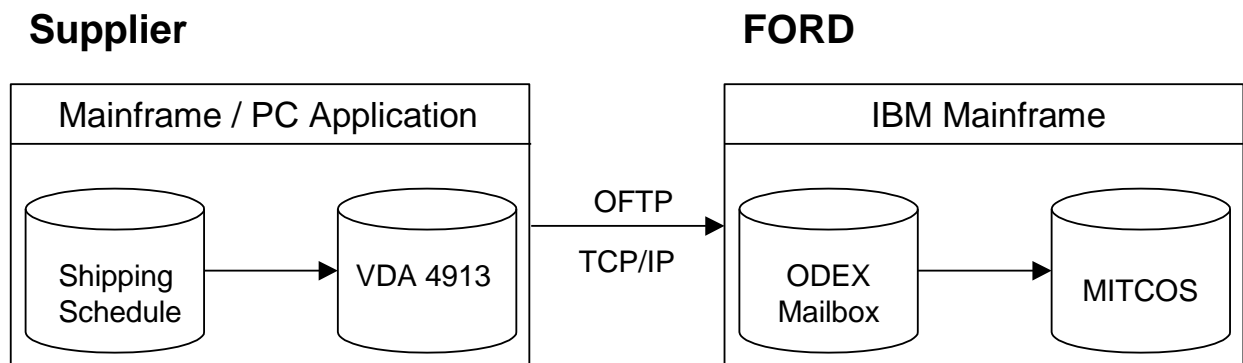 Supplier
FORD
Mainframe / PC Application
IBM Mainframe
Shipping
Schedule
VDA 4913
OFTP
TCP/IP
ODEX
Mailbox
MITCOS